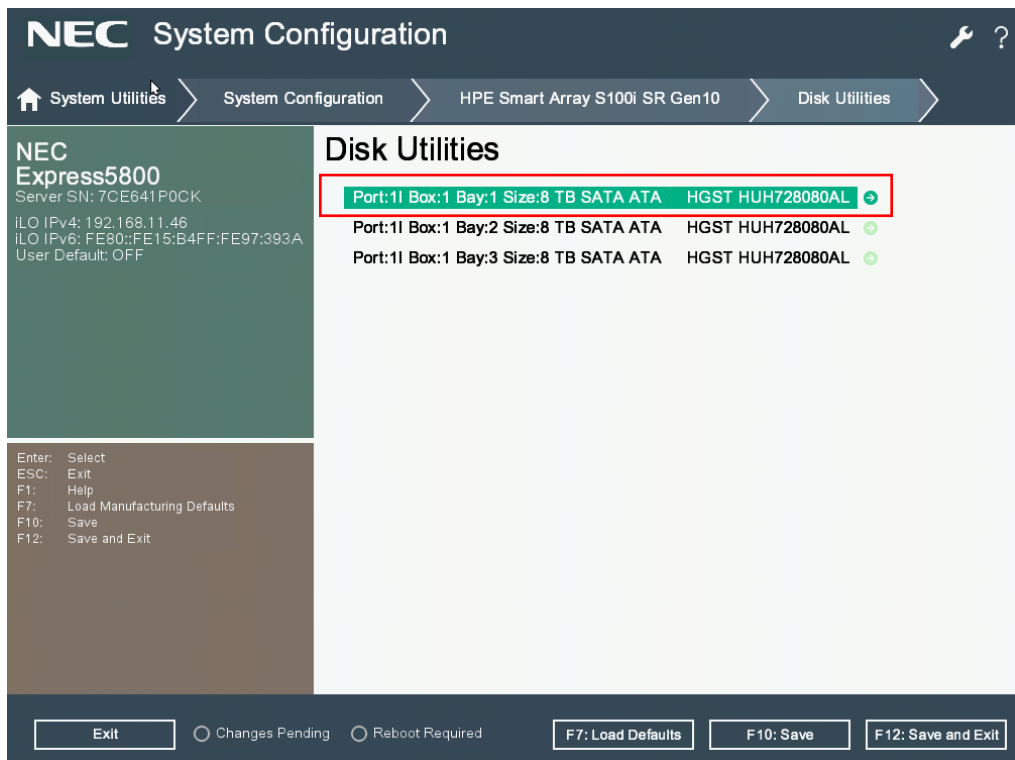 NEC System Configuration
?
System Utilities System Configuration HPE Smart Array S100i SR Gen10 Disk Utilities
NEC
Express5800
Server SN: 7CE641P0CK
iLO IPv4: 192.168.11.46
iLO IPv6: FE80::FE15:B4FF:FE97:393A
User Default: OFF
Enter: Select
ESC: Exit
F1: Help
F7: Load Manufacturing Defaults
F10: Save
F12: Save and Exit
Disk Utilities
Port:1I Box:1 Bay:1 Size:8 TB SATA ATA HGST HUH728080AL
Port:1I Box:1 Bay:2 Size:8 TB SATA ATA HGST HUH728080AL
Port:1I Box:1 Bay:3 Size:8 TB SATA ATA HGST HUH728080AL
Exit Changes Pending Reboot Required F7: Load Defaults F10: Save F12: Save and Exit